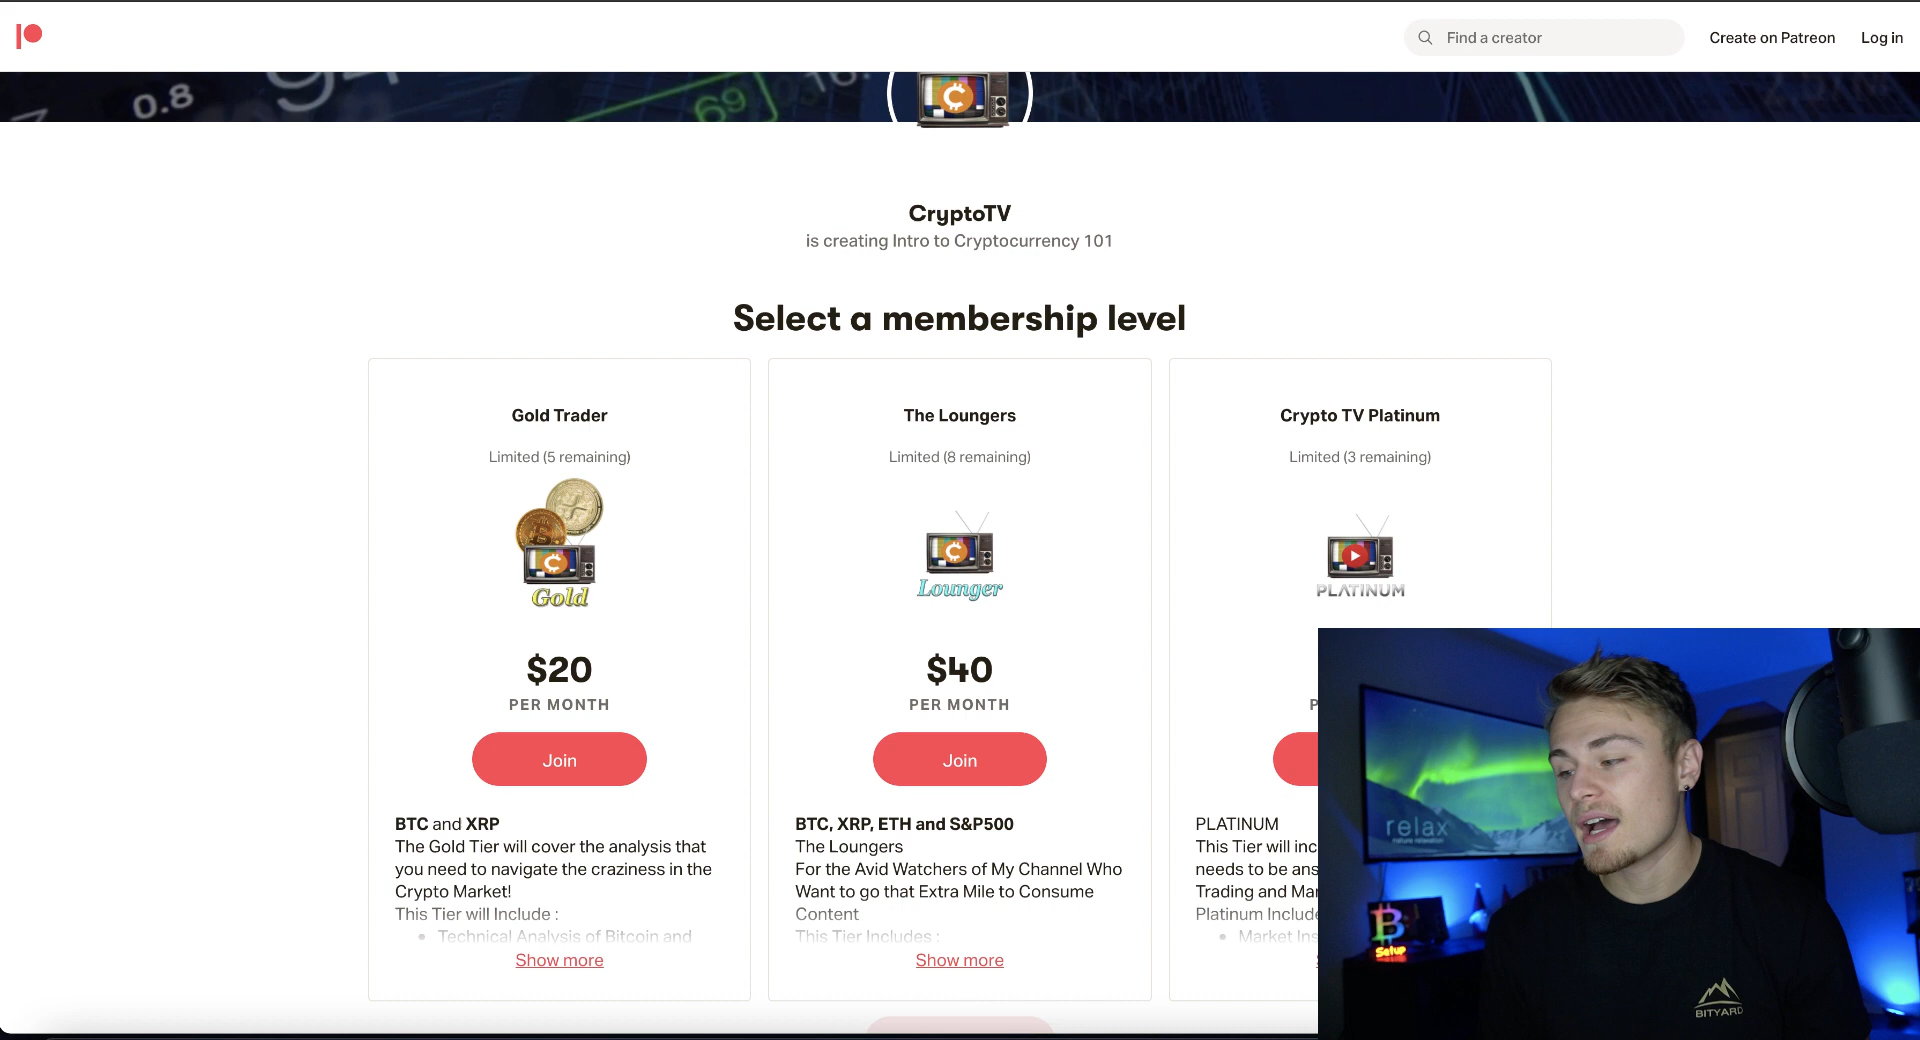 Find a creator
Create on Patreon
Log in
0.8
69
CryptoTV
is creating Intro to Cryptocurrency 101
Select a membership level
Gold Trader
Limited (5 remaining)
Gold
$20
PER MONTH
Join
BTC and XRP
The Gold Tier will cover the analysis that
you need to navigate the craziness in the
Crypto Market!
This Tier will Include :
• Technical Analysis of Bitcoin and
Show more
The Loungers
Limited (8 remaining)
Lounger
$40
PER MONTH
Join
BTC, XRP, ETH and S&P500
The Loungers
For the Avid Watchers of My Channel Who
Want to go that Extra Mile to Consume
Content
This Tier Includes :
Show more
Crypto TV Platinum
Limited (3 remaining)
PLATINUM
P
PLATINUM
This Tier will inc
needs to be ans
Trading and Mar
Platinum Include
• Market Ins
relax
Setup
BITYARD